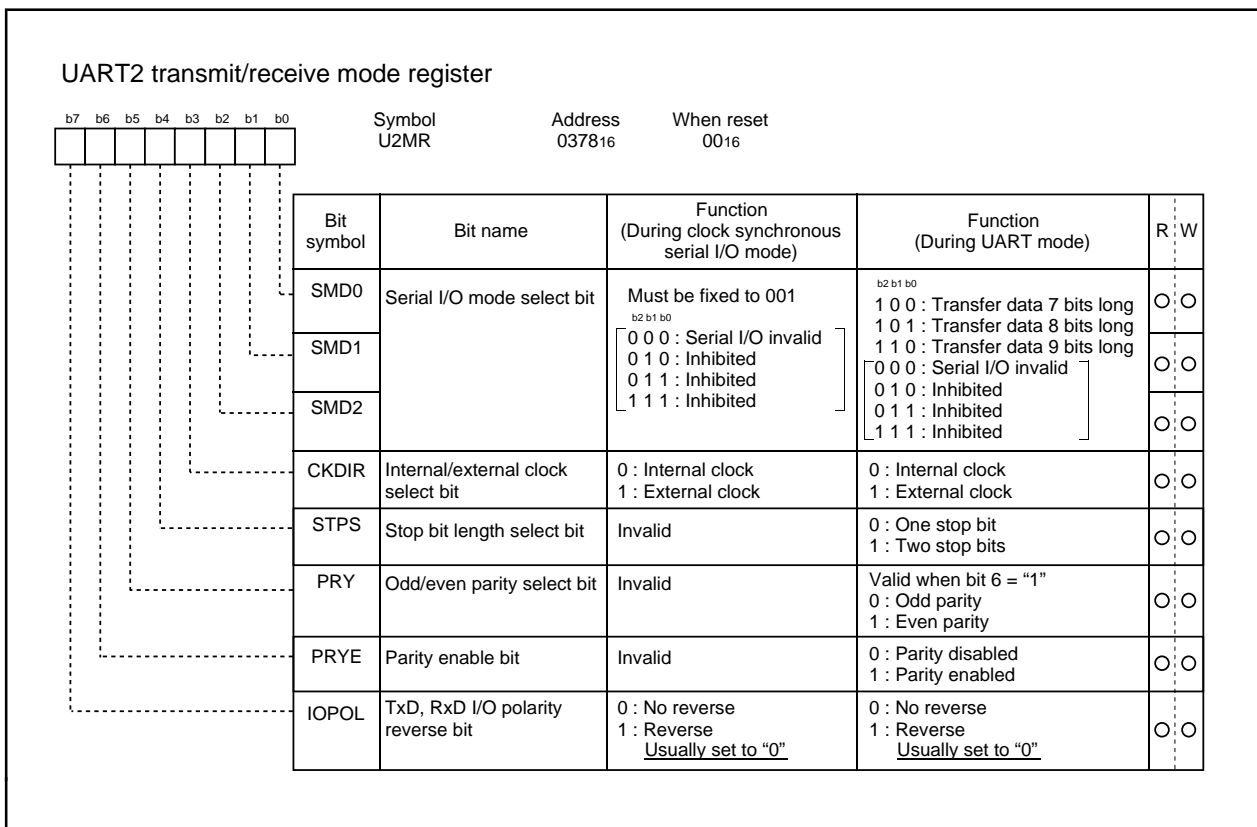 UART2 transmit/receive mode register
b7 b6 b5 b4 b3 b2 b1 b0
Symbol Address When reset
U2MR 037816 0016
Bit symbol Bit name Function (During clock synchronous serial I/O mode) Function (During UART mode) R W
SMD0 Serial I/O mode select bit
SMD1
SMD2
Must be fixed to 001
b2 b1 b0
0 0 0 : Serial I/O invalid
0 1 0 : Inhibited
0 1 1 : Inhibited
1 1 1 : Inhibited
b2 b1 b0
1 0 0 : Transfer data 7 bits long
1 0 1 : Transfer data 8 bits long
1 1 0 : Transfer data 9 bits long
0 0 0 : Serial I/O invalid
0 1 0 : Inhibited
0 1 1 : Inhibited
1 1 1 : Inhibited
CKDIR Internal/external clock select bit
0 : Internal clock
1 : External clock
0 : Internal clock
1 : External clock
STPS Stop bit length select bit Invalid
0 : One stop bit
1 : Two stop bits
PRY Odd/even parity select bit Invalid
Valid when bit 6 = “1”
0 : Odd parity
1 : Even parity
PRYE Parity enable bit Invalid
0 : Parity disabled
1 : Parity enabled
IOPOL TxD, RxD I/O polarity reverse bit
0 : No reverse
1 : Reverse
Usually set to “0”
0 : No reverse
1 : Reverse
Usually set to “0”